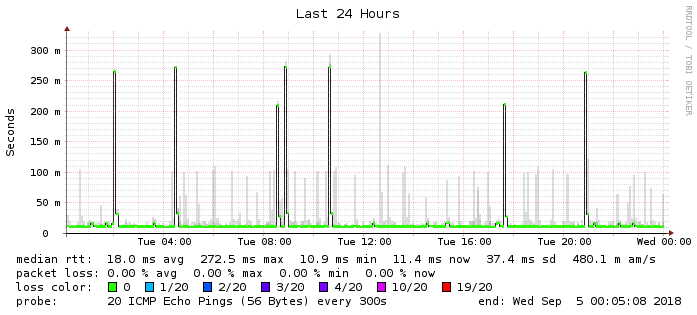 Last 24 Hours
RRDTOOL / TOBI OETIKER
Seconds
300 m
250 m
200 m
150 m
100 m
50 m
0
Tue 04:00 Tue 08:00 Tue 12:00 Tue 16:00 Tue 20:00 Wed 00:00
median rtt: 18.0 ms avg 272.5 ms max 10.9 ms min 11.4 ms now 37.4 ms sd 480.1 m am/s
packet loss: 0.00 % avg 0.00 % max 0.00 % min 0.00 % now
loss color: 0 1/20 2/20 3/20 4/20 10/20 19/20
probe: 20 ICMP Echo Pings (56 Bytes) every 300s end: Wed Sep 5 00:05:08 2018